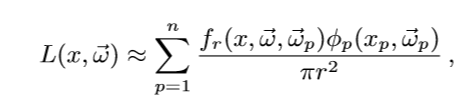 L(x, \vec{\omega}) \approx \sum_{p=1}^{n} \frac{f_r(x, \vec{\omega}, \vec{\omega}_p)\phi_p(x_p, \vec{\omega}_p)}{\pi r^2} ,